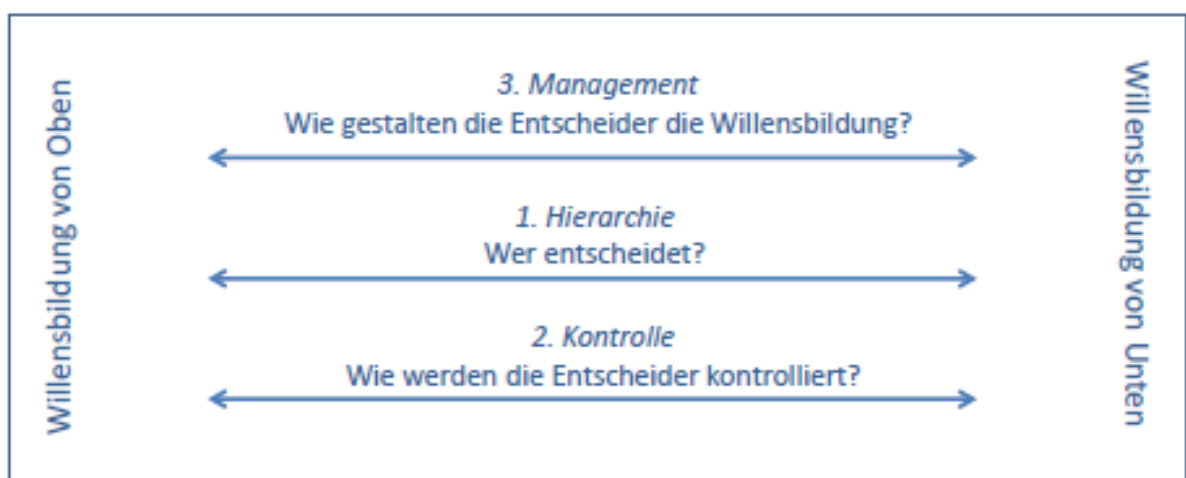 Willensbildung von Oben
3. Management
Wie gestalten die Entscheider die Willensbildung?
1. Hierarchie
Wer entscheidet?
2. Kontrolle
Wie werden die Entscheider kontrolliert?
Willensbildung von Unten